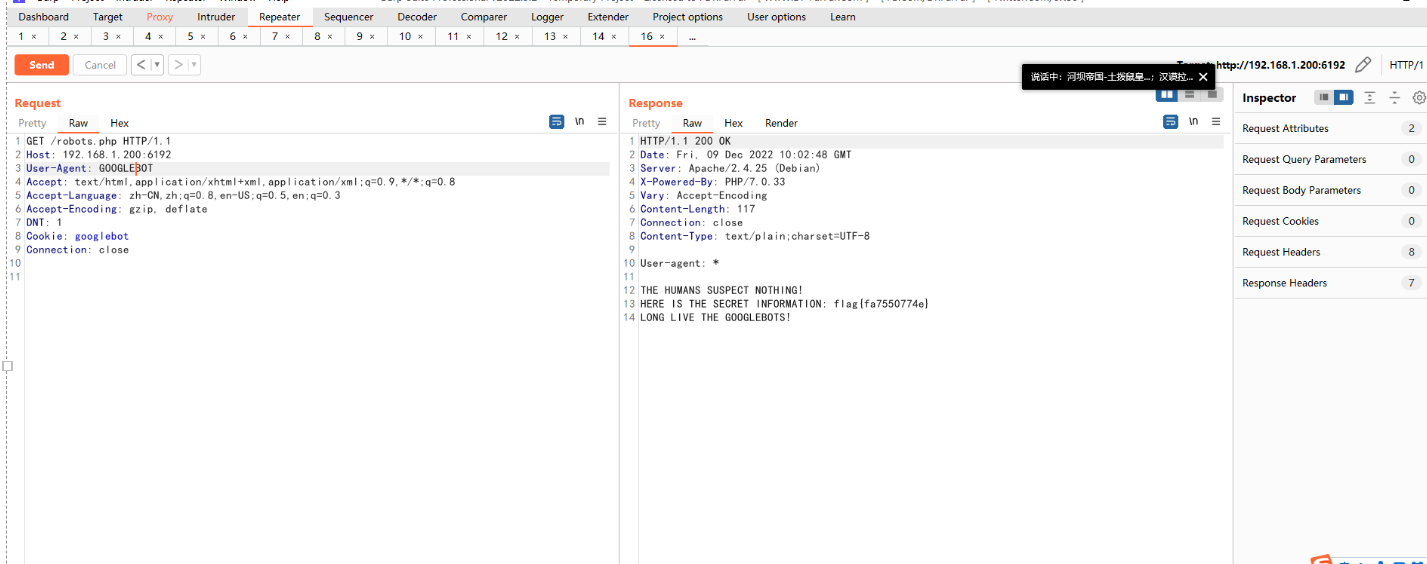 Dashboard Target Proxy Intruder Repeater Sequencer Decoder Comparer Logger Extender Project options User options Learn
1 × 2 × 3 × 4 × 5 × 6 × 7 × 8 × 9 × 10 × 11 × 12 × 13 × 14 × 16 × ...
Send Cancel < > http://192.168.1.200:6192 HTTP/1
说话中: 河坝帝国-土拨鼠星...; 汉谟拉... ×
Request
Pretty Raw Hex \n
1 GET /robots.php HTTP/1.1
2 Host: 192.168.1.200:6192
3 User-Agent: GOOGLEBOT
4 Accept: text/html,application/xhtml+xml,application/xml;q=0.9,*/*;q=0.8
5 Accept-Language: zh-CN,zh;q=0.8,en-US;q=0.5,en;q=0.3
6 Accept-Encoding: gzip, deflate
7 DNT: 1
8 Cookie: googlebot
9 Connection: close
10
11
Response
Pretty Raw Hex Render \n
1 HTTP/1.1 200 OK
2 Date: Fri, 09 Dec 2022 10:02:48 GMT
3 Server: Apache/2.4.25 (Debian)
4 X-Powered-By: PHP/7.0.33
5 Vary: Accept-Encoding
6 Content-Length: 117
7 Connection: close
8 Content-Type: text/plain;charset=UTF-8
9
10 User-agent: *
11
12 THE HUMANS SUSPECT NOTHING!
13 HERE IS THE SECRET INFORMATION: flag{fa7550774e}
14 LONG LIVE THE GOOGLEBOTS!
Inspector
Request Attributes 2
Request Query Parameters 0
Request Body Parameters 0
Request Cookies 0
Request Headers 8
Response Headers 7